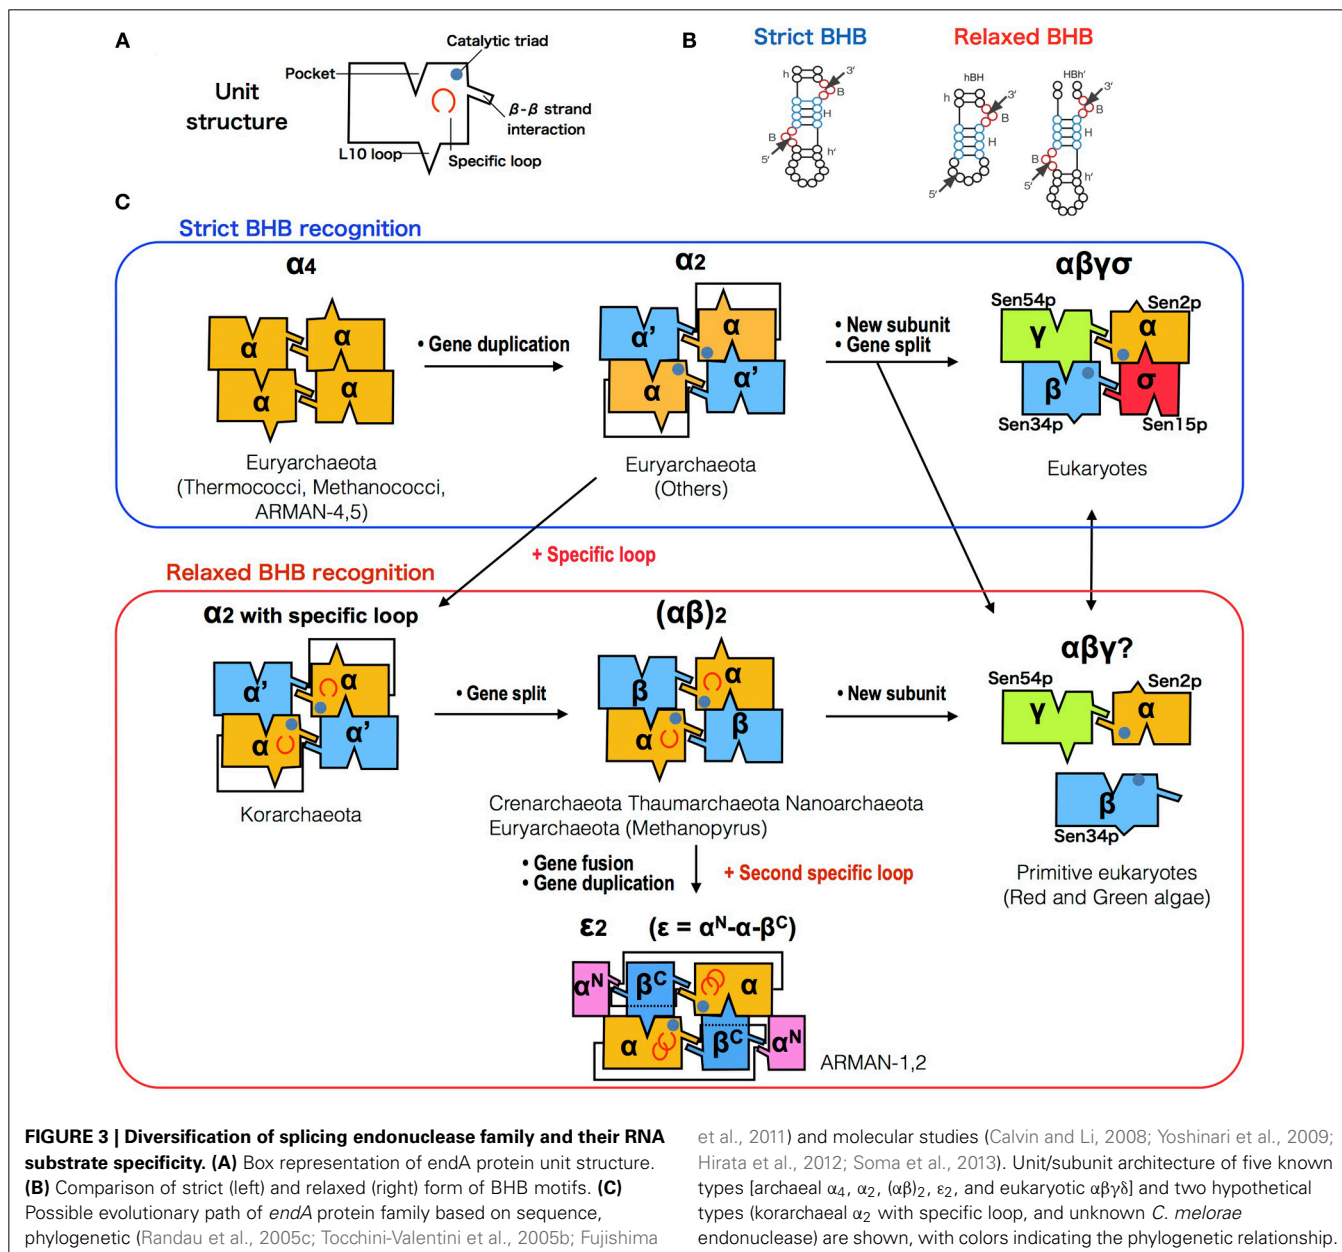 A
Catalytic triad
Pocket
Unit
structure
β-β strand
interaction
L10 loop
Specific loop
B
Strict BHB
Relaxed BHB
h
3′
B
H
B
5′
h′
hBH
h
3′
B
H
5′
HBh′
3′
B
H
B
5′
h′
C
Strict BHB recognition
α4
α
α
α
α
Euryarchaeota
(Thermococci, Methanococci,
ARMAN-4,5)
• Gene duplication
α2
α’
α
α
α’
Euryarchaeota
(Others)
• New subunit
• Gene split
αβγσ
Sen54p
Sen2p
γ
α
β
σ
Sen34p
Sen15p
Eukaryotes
+ Specific loop
Relaxed BHB recognition
α2 with specific loop
α’
α
α
α’
Korarchaeota
• Gene split
(αβ)2
β
α
α
β
Crenarchaeota Thaumarchaeota Nanoarchaeota
Euryarchaeota (Methanopyrus)
• New subunit
αβγ?
Sen54p
Sen2p
γ
α
β
Sen34p
Primitive eukaryotes
(Red and Green algae)
• Gene fusion
• Gene duplication
+ Second specific loop
ε2 (ε = αN-α-βC)
αN
βC
α
α
βC
αN
ARMAN-1,2
FIGURE 3 | Diversification of splicing endonuclease family and their RNA
substrate specificity. (A) Box representation of endA protein unit structure.
(B) Comparison of strict (left) and relaxed (right) form of BHB motifs. (C)
Possible evolutionary path of endA protein family based on sequence,
phylogenetic (Randau et al., 2005c; Tocchini-Valentini et al., 2005b; Fujishima
et al., 2011) and molecular studies (Calvin and Li, 2008; Yoshinari et al., 2009;
Hirata et al., 2012; Soma et al., 2013). Unit/subunit architecture of five known
types [archaeal α4, α2, (αβ)2, ε2, and eukaryotic αβγδ] and two hypothetical
types (korarchaeal α2 with specific loop, and unknown C. melorae
endonuclease) are shown, with colors indicating the phylogenetic relationship.